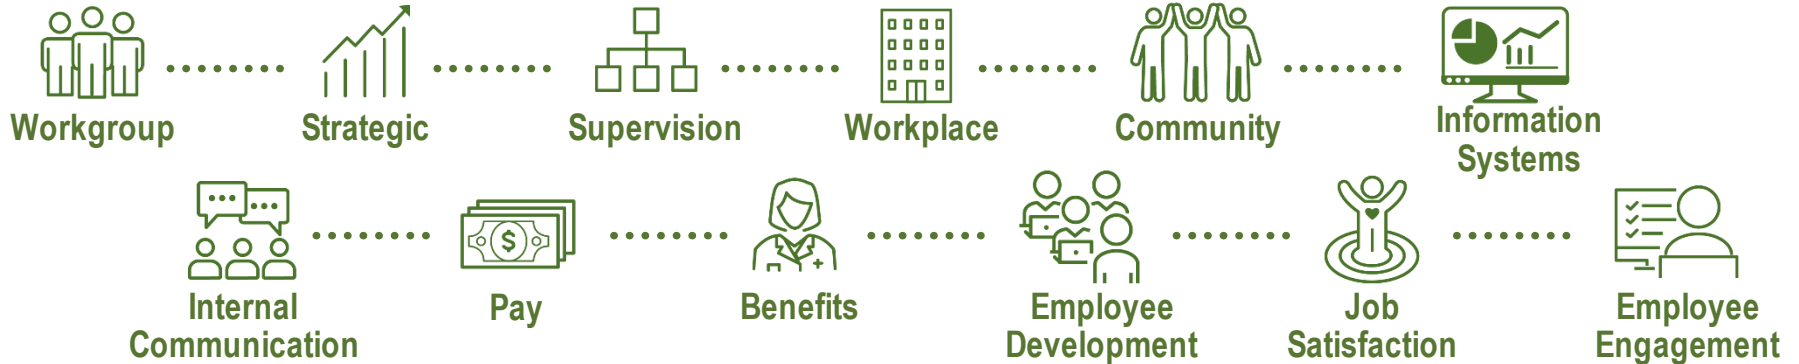 Workgroup
Strategic
Supervision
Workplace
Community
Information
Systems
$
Internal
Communication
Pay
Benefits
Employee
Development
Job
Satisfaction
Employee
Engagement